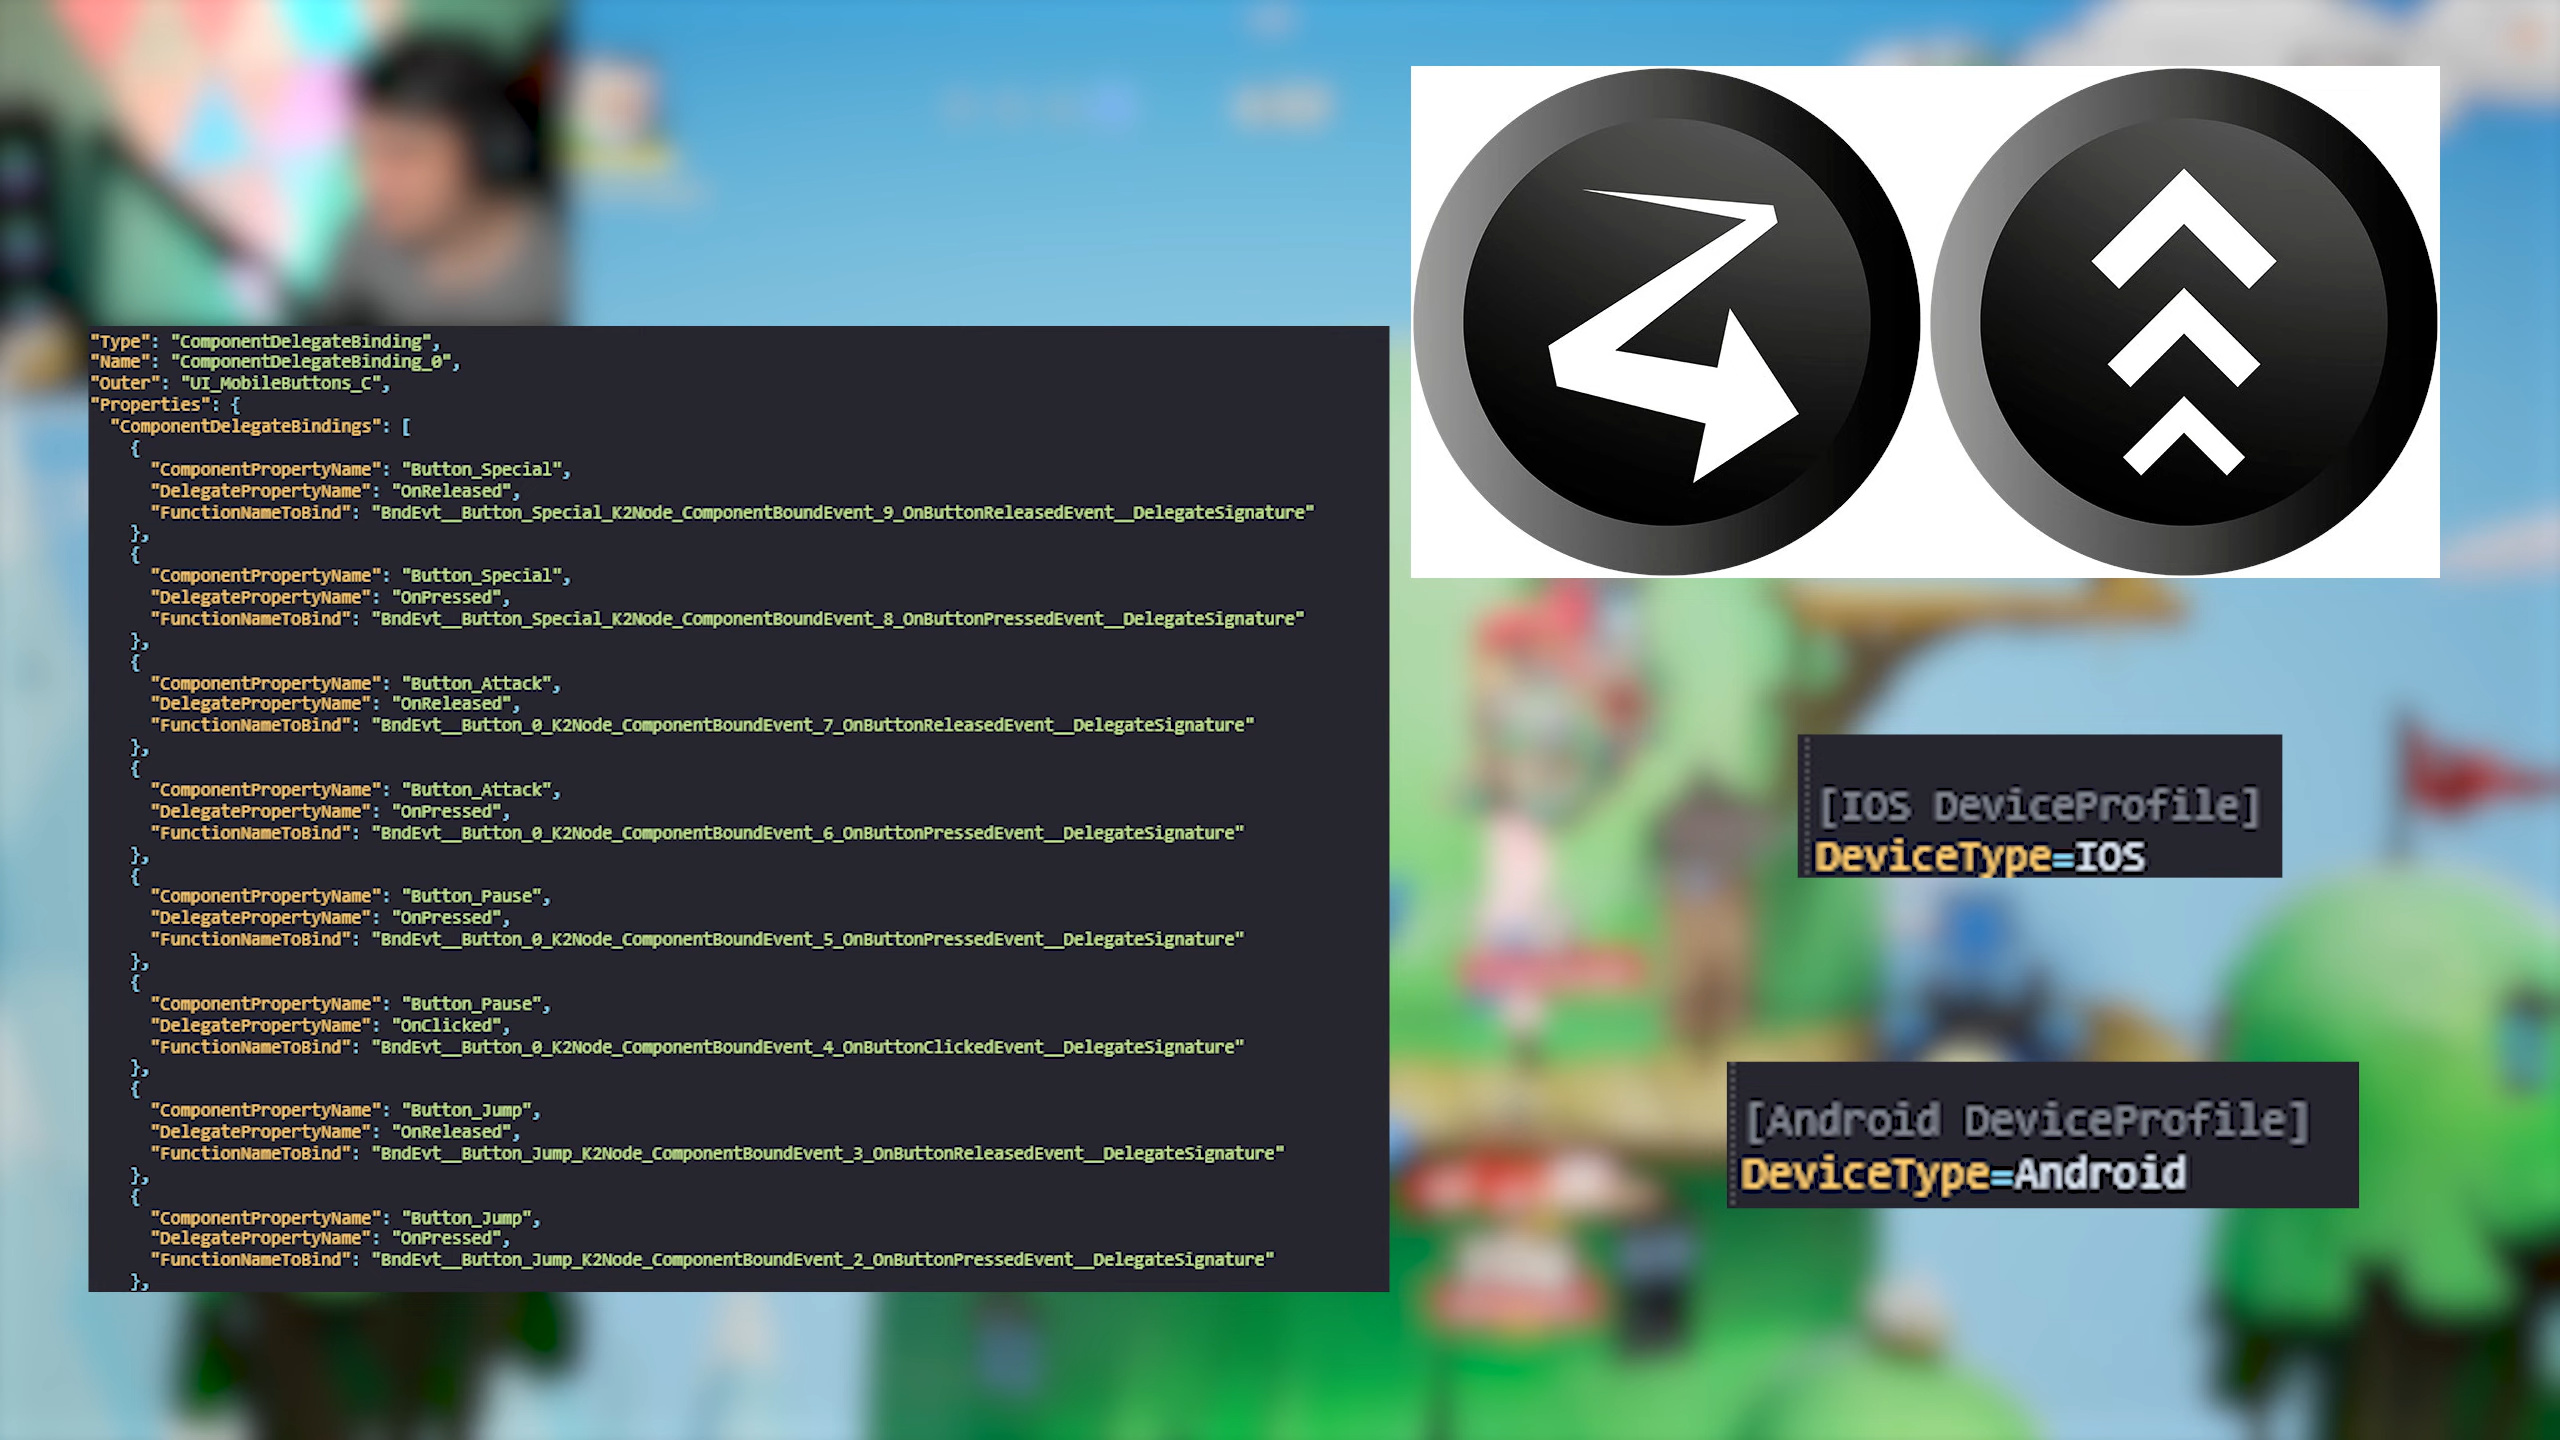 "Type": "ComponentDelegateBinding",
"Name": "ComponentDelegateBinding_0",
"Outer": "UI_MobileButtons_C",
"Properties": {
"ComponentDelegateBindings": [
{
"ComponentPropertyName": "Button_Special",
"DelegatePropertyName": "OnReleased",
"FunctionNameToBind": "BndEvt__Button_Special_K2Node_ComponentBoundEvent_9_OnButtonReleasedEvent__DelegateSignature"
},
{
"ComponentPropertyName": "Button_Special",
"DelegatePropertyName": "OnPressed",
"FunctionNameToBind": "BndEvt__Button_Special_K2Node_ComponentBoundEvent_8_OnButtonPressedEvent__DelegateSignature"
},
{
"ComponentPropertyName": "Button_Attack",
"DelegatePropertyName": "OnReleased",
"FunctionNameToBind": "BndEvt__Button_0_K2Node_ComponentBoundEvent_7_OnButtonReleasedEvent__DelegateSignature"
},
{
"ComponentPropertyName": "Button_Attack",
"DelegatePropertyName": "OnPressed",
"FunctionNameToBind": "BndEvt__Button_0_K2Node_ComponentBoundEvent_6_OnButtonPressedEvent__DelegateSignature"
},
{
"ComponentPropertyName": "Button_Pause",
"DelegatePropertyName": "OnPressed",
"FunctionNameToBind": "BndEvt__Button_0_K2Node_ComponentBoundEvent_5_OnButtonPressedEvent__DelegateSignature"
},
{
"ComponentPropertyName": "Button_Pause",
"DelegatePropertyName": "OnClicked",
"FunctionNameToBind": "BndEvt__Button_0_K2Node_ComponentBoundEvent_4_OnButtonClickedEvent__DelegateSignature"
},
{
"ComponentPropertyName": "Button_Jump",
"DelegatePropertyName": "OnReleased",
"FunctionNameToBind": "BndEvt__Button_Jump_K2Node_ComponentBoundEvent_3_OnButtonReleasedEvent__DelegateSignature"
},
{
"ComponentPropertyName": "Button_Jump",
"DelegatePropertyName": "OnPressed",
"FunctionNameToBind": "BndEvt__Button_Jump_K2Node_ComponentBoundEvent_2_OnButtonPressedEvent__DelegateSignature"
},
[IOS DeviceProfile]
DeviceType=IOS
[Android DeviceProfile]
DeviceType=Android